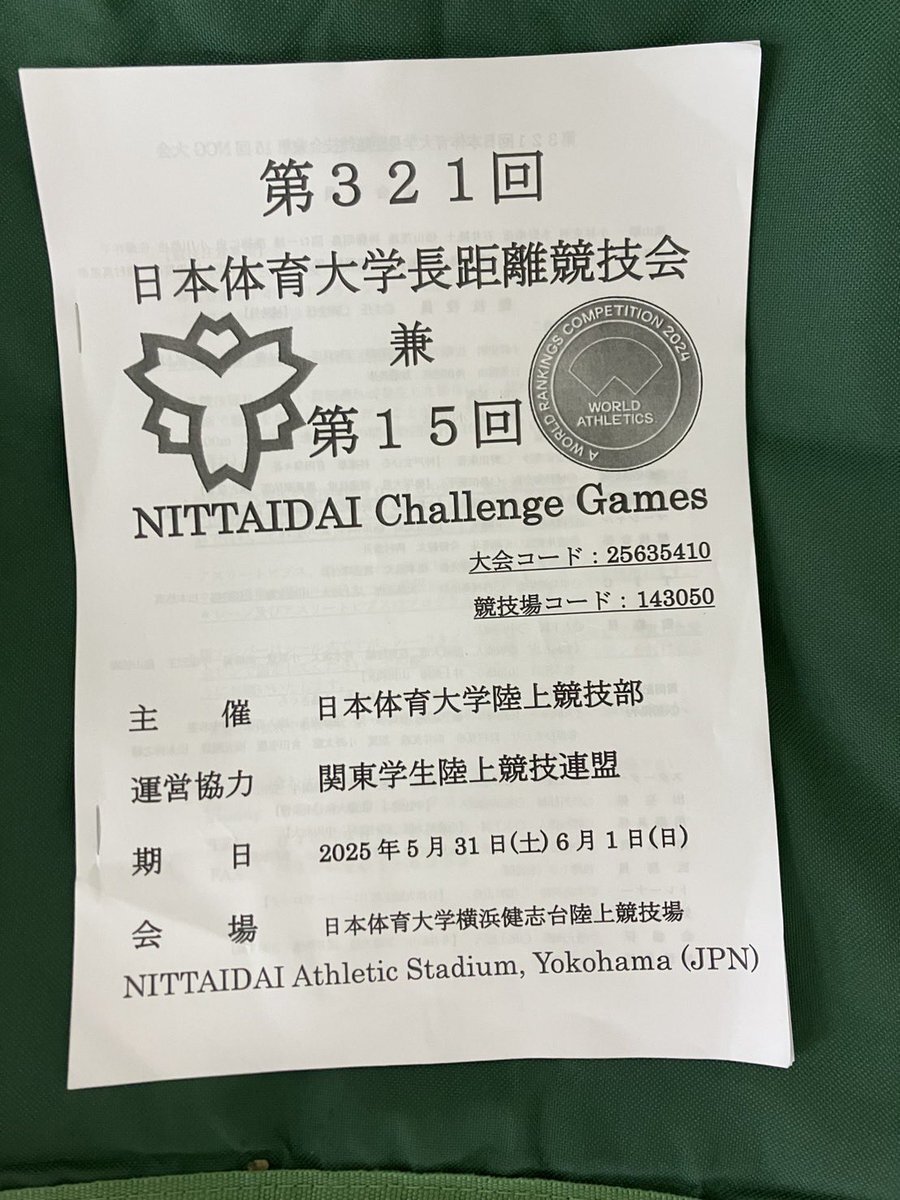 第３２１回
日本体育大学長距離競技会
兼
第１５回
A WORLD RANKINGS COMPETITION 2024
WORLD
ATHLETICS
NITTAIDAI Challenge Games
大会コード：25635410
競技場コード：143050
主　催　日本体育大学陸上競技部
運営協力　関東学生陸上競技連盟
期　日　2025年5月31日(土)6月1日(日)
会　場　日本体育大学横浜健志台陸上競技場
NITTAIDAI Athletic Stadium, Yokohama (JPN)